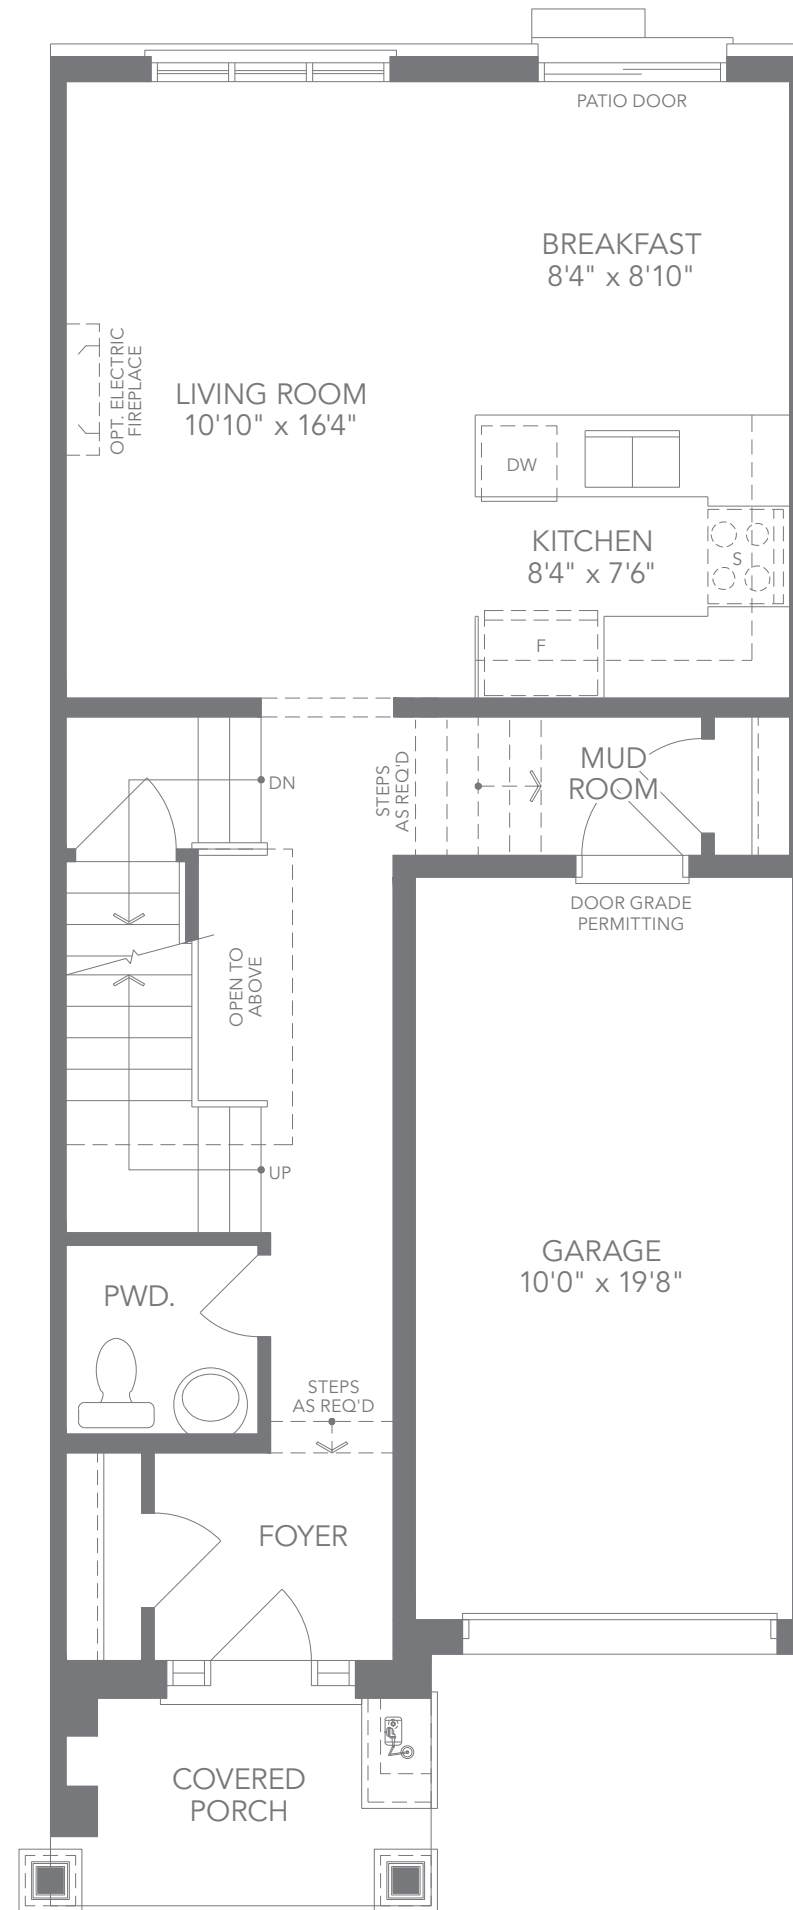 PATIO DOOR
BREAKFAST
8'4" x 8'10"
OPT. ELECTRIC
FIREPLACE
LIVING ROOM
10'10" x 16'4"
DW
KITCHEN
8'4" x 7'6"
S
F
DN
STEPS
AS REQ'D
MUD
ROOM
DOOR GRADE
PERMITTING
OPEN TO
ABOVE
UP
GARAGE
10'0" x 19'8"
PWD.
STEPS
AS REQ'D
FOYER
COVERED
PORCH